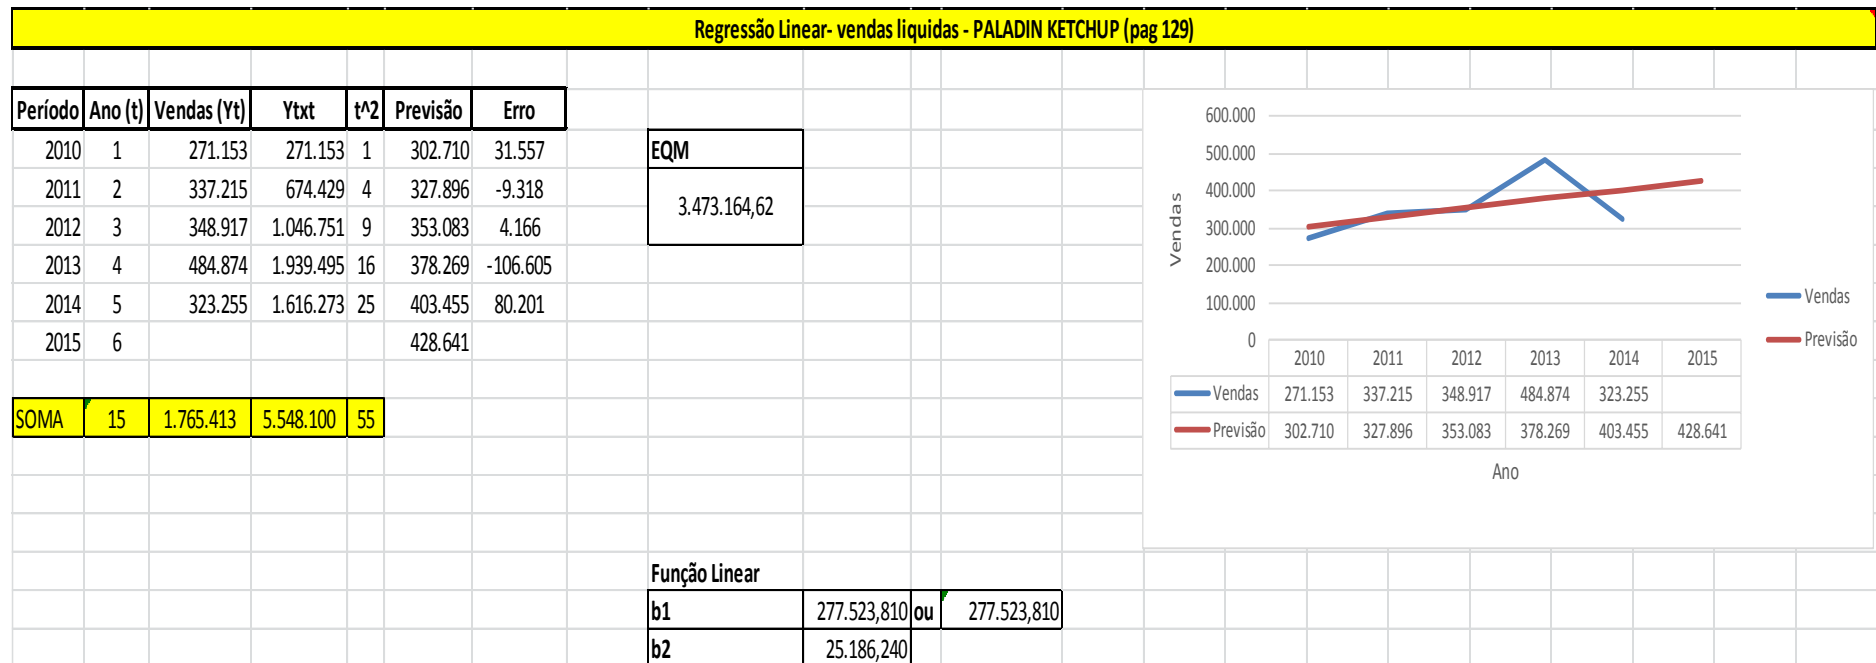 Regressão Linear- vendas liquidas - PALADIN KETCHUP (pag 129)
Período Ano (t) Vendas (Yt) Ytxt t^2 Previsão Erro
2010 1 271.153 271.153 1 302.710 31.557
2011 2 337.215 674.429 4 327.896 -9.318
2012 3 348.917 1.046.751 9 353.083 4.166
2013 4 484.874 1.939.495 16 378.269 -106.605
2014 5 323.255 1.616.273 25 403.455 80.201
2015 6 428.641
SOMA 15 1.765.413 5.548.100 55
EQM
3.473.164,62
600.000
500.000
400.000
300.000
200.000
100.000
0
Vendas
2010 2011 2012 2013 2014 2015
Vendas 271.153 337.215 348.917 484.874 323.255
Previsão 302.710 327.896 353.083 378.269 403.455 428.641
Ano
Vendas
Previsão
Função Linear
b1 277.523,810 ou 277.523,810
b2 25.186,240